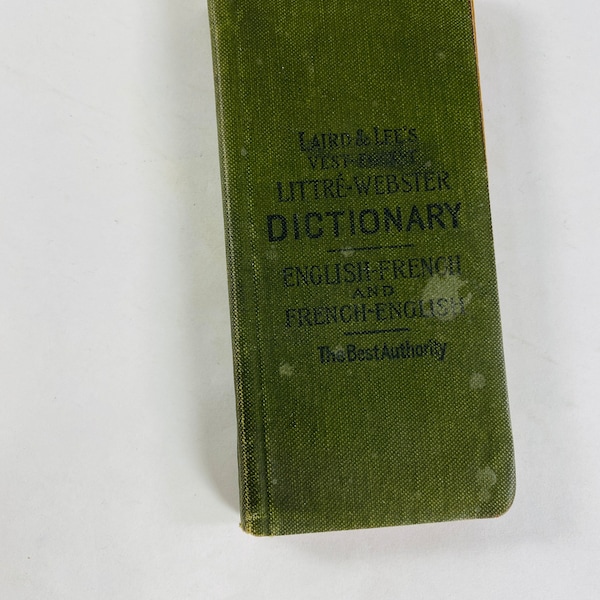 LAIRD & LEE'S
VEST-POCKET
LITTRÉ-WEBSTER
DICTIONARY
ENGLISH-FRENCH
AND
FRENCH-ENGLISH
The Best Authority